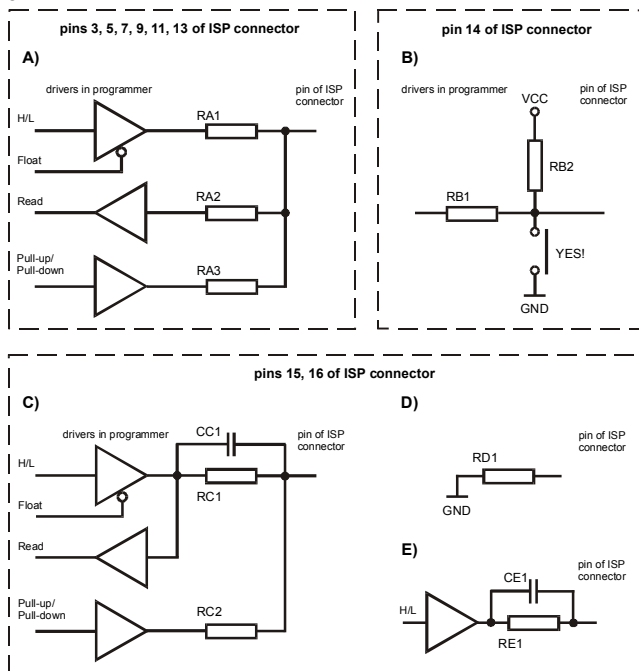 pins 3, 5, 7, 9, 11, 13 of ISP connector
A)
drivers in programmer
pin of ISP
connector
H/L
RA1
Float
Read
RA2
Pull-up/
Pull-down
RA3
pin 14 of ISP connector
B)
drivers in programmer
pin of ISP
connector
VCC
RB2
RB1
YES!
GND
pins 15, 16 of ISP connector
C)
drivers in programmer
CC1
pin of ISP
connector
H/L
RC1
Float
Read
Pull-up/
Pull-down
RC2
D)
pin of ISP
connector
RD1
GND
E)
pin of ISP
connector
CE1
H/L
RE1